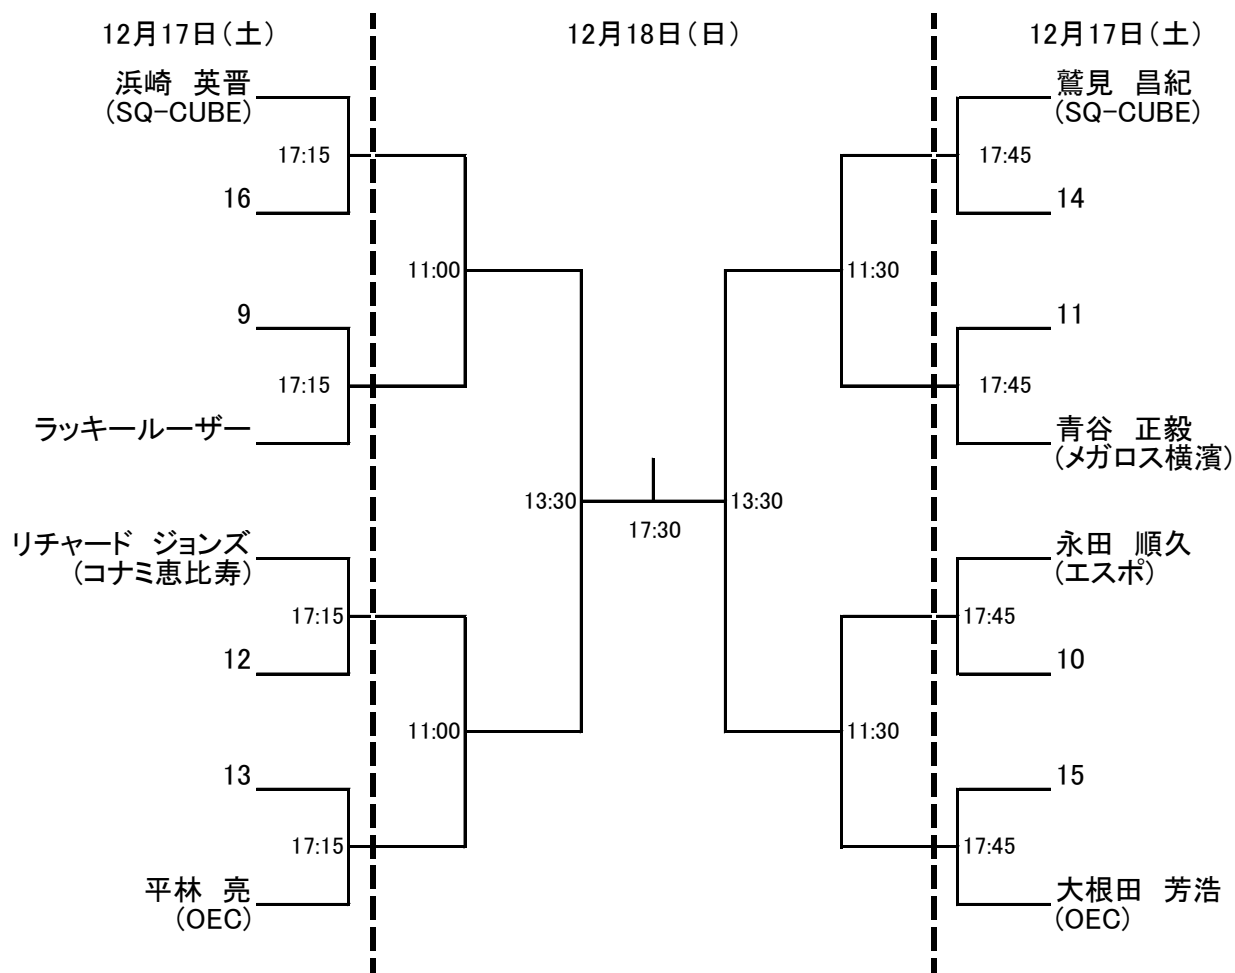 12月17日(土)
12月18日(日)
12月17日(土)
浜崎　英晋
(SQ-CUBE)
17:15
16
11:00
9
17:15
ラッキールーザー
13:30
リチャード　ジョンズ
(コナミ恵比寿)
17:15
12
11:00
13
17:15
平林　亮
(OEC)
17:30
鷲見　昌紀
(SQ-CUBE)
17:45
14
11:30
11
17:45
青谷　正毅
(メガロス横濱)
13:30
永田　順久
(エスポ)
17:45
10
11:30
15
17:45
大根田　芳浩
(OEC)